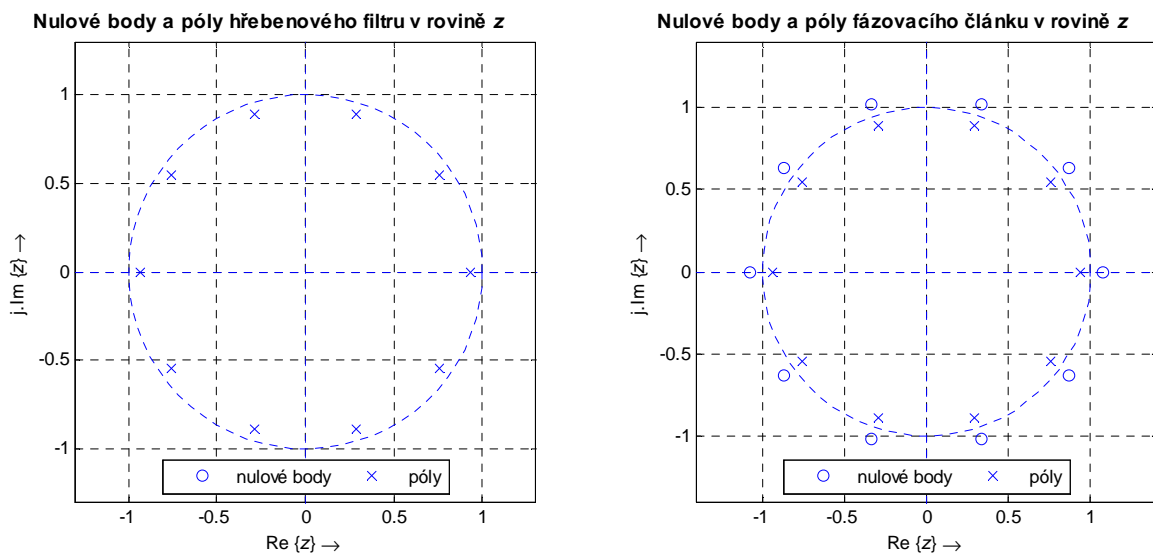 Nulové body a póly hřebenového filtru v rovině z
1
0.5
0
-0.5
-1
j.Im {z} →
-1
-0.5
0
0.5
1
Re {z} →
nulové body
póly
Nulové body a póly fázovacího článku v rovině z
1
0.5
0
-0.5
-1
j.Im {z} →
-1
-0.5
0
0.5
1
Re {z} →
nulové body
póly